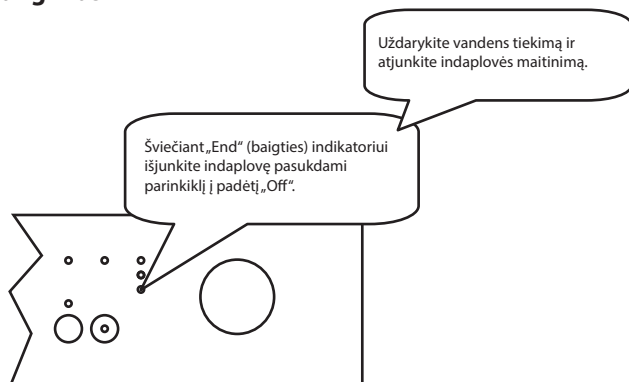 Uždarykite vandens tiekimą ir
atjunkite indaplovės maitinimą.
Šviečiant „End“ (baigties) indikatoriui
išjunkite indaplovę pasukdami
parinkiklį į padėtį „Off“.